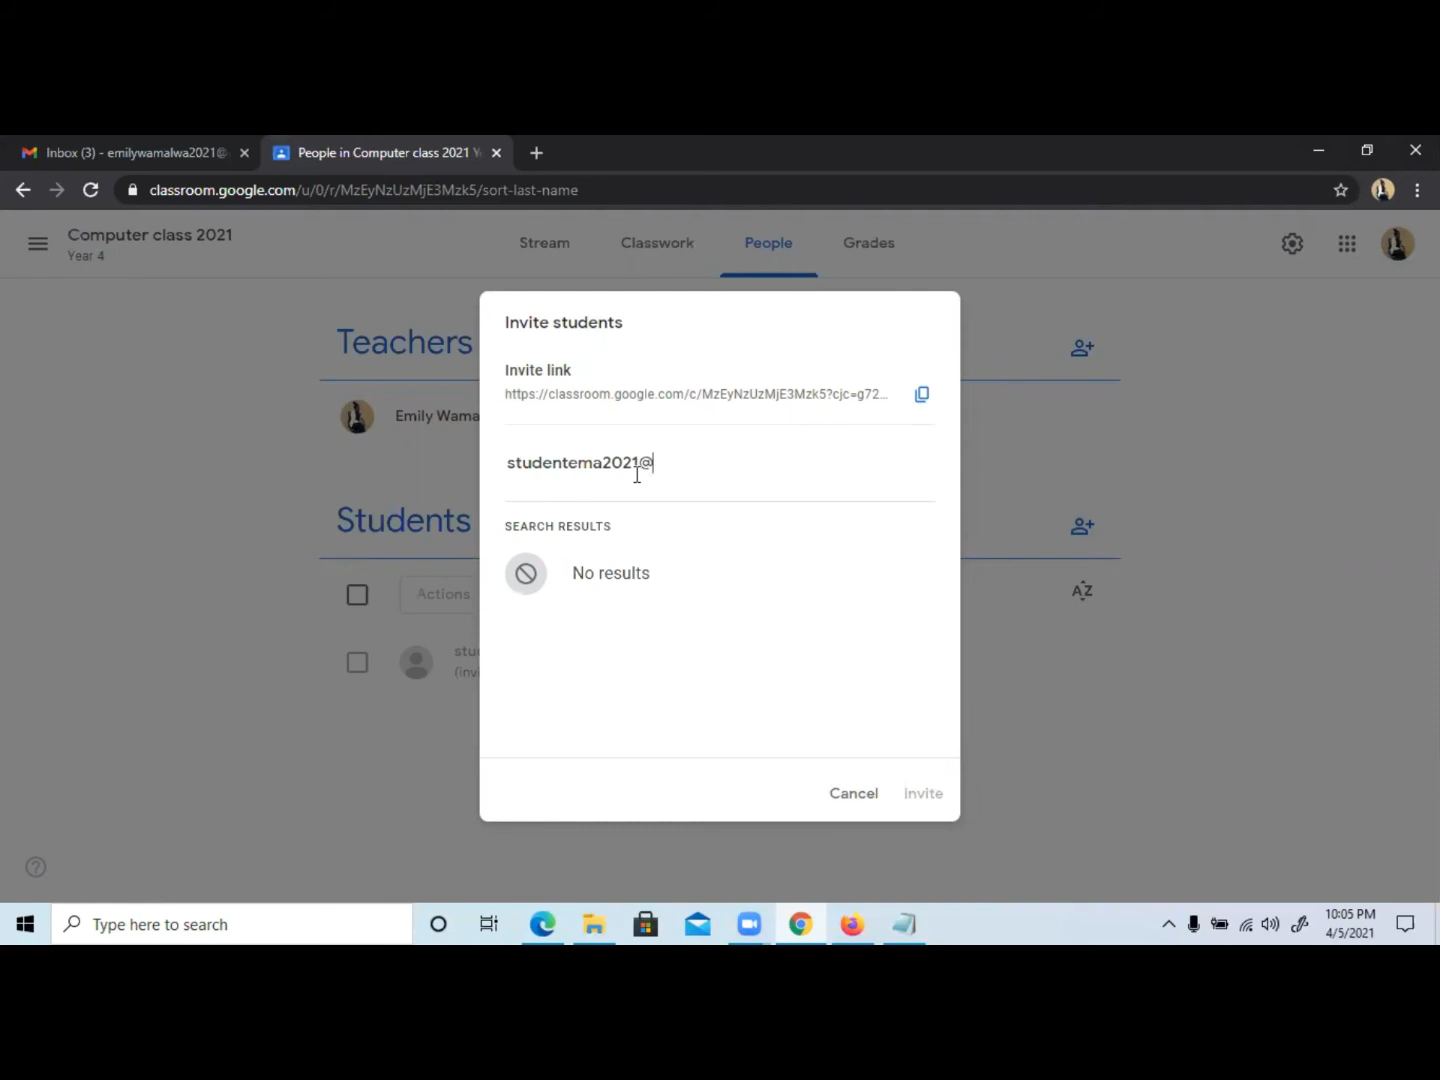 Inbox (3) - emilywamalwa2021@
People in Computer class 2021 Y
classroom.google.com/u/0/r/MzEyNzUzMjE3Mzk5/sort-last-name
Computer class 2021
Year 4
Stream
Classwork
People
Grades
Teachers
Emily Wama
Students
Actions
stu
(invi
Invite students
Invite link
https://classroom.google.com/c/MzEyNzUzMjE3Mzk5?cjc=g72...
studentema2021@
SEARCH RESULTS
No results
Cancel
Invite
Type here to search
10:05 PM
4/5/2021